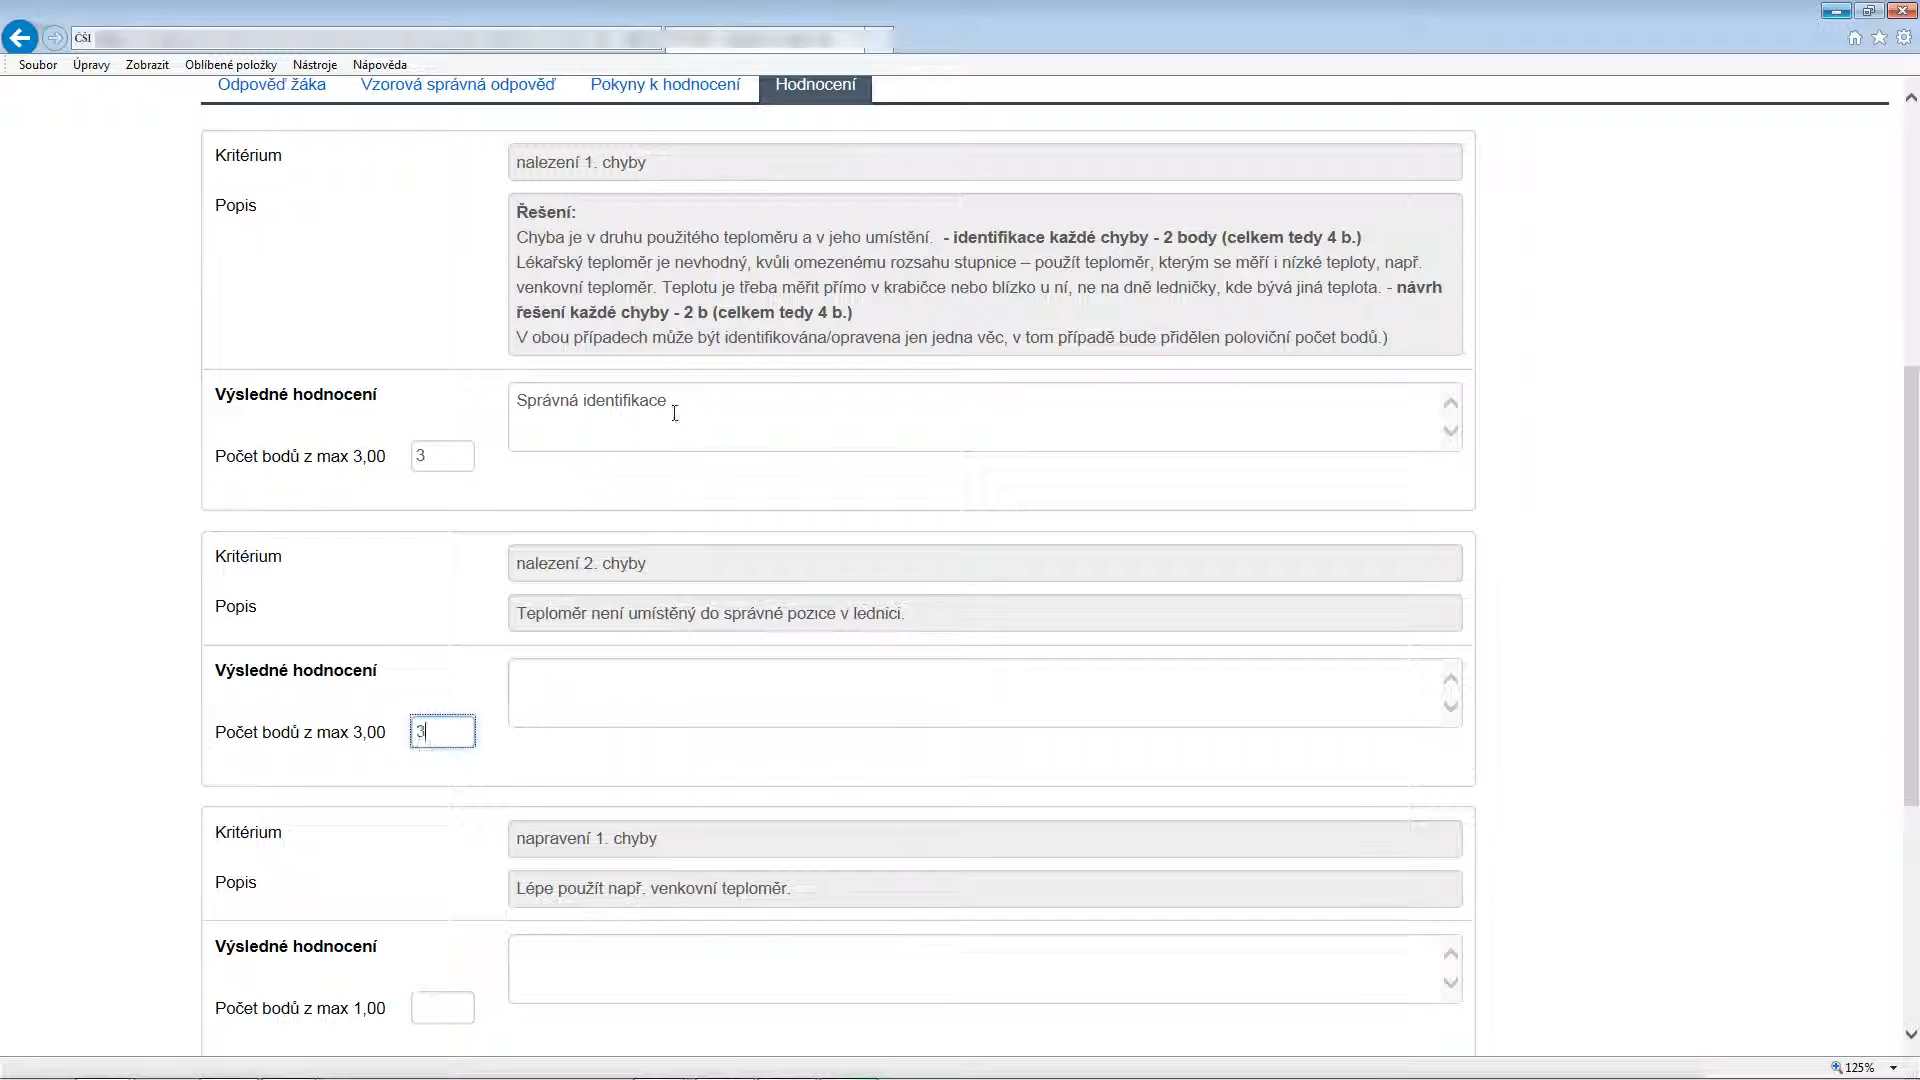 ČŠI
Soubor Úpravy Zobrazit Oblíbené položky Nástroje Nápověda
Odpověď žáka Vzorová správná odpověď Pokyny k hodnocení Hodnocení
Kritérium nalezení 1. chyby
Popis
Řešení:
Chyba je v druhu použitého teploměru a v jeho umístění. - identifikace každé chyby - 2 body (celkem tedy 4 b.)
Lékařský teploměr je nevhodný, kvůli omezenému rozsahu stupnice – použít teploměr, kterým se měří i nízké teploty, např.
venkovní teploměr. Teplotu je třeba měřit přímo v krabičce nebo blízko u ní, ne na dně ledničky, kde bývá jiná teplota. - návrh
řešení každé chyby - 2 b (celkem tedy 4 b.)
V obou případech může být identifikována/opravena jen jedna věc, v tom případě bude přidělen poloviční počet bodů.)
Výsledné hodnocení Správná identifikace
Počet bodů z max 3,00 3
Kritérium nalezení 2. chyby
Popis Teploměr není umístěný do správné pozice v lednici.
Výsledné hodnocení
Počet bodů z max 3,00 3
Kritérium napravení 1. chyby
Popis Lépe použít např. venkovní teploměr.
Výsledné hodnocení
Počet bodů z max 1,00
125%